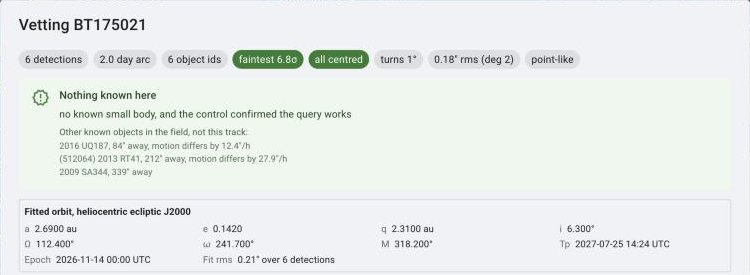 Vetting BT175021
6 detections 2.0 day arc 6 object ids faintest 6.8σ all centred turns 1° 0.18" rms (deg 2) point-like
Nothing known here
no known small body, and the control confirmed the query works
Other known objects in the field, not this track:
2016 UQ187, 84" away, motion differs by 12.4"/h
(512064) 2013 RT41, 212" away, motion differs by 27.9"/h
2009 SA344, 339" away
Fitted orbit, heliocentric ecliptic J2000
a 2.6900 au e 0.1420 q 2.3100 au i 6.300°
Ω 112.400° ω 241.700° M 318.200° Tp 2027-07-25 14:24 UTC
Epoch 2026-11-14 00:00 UTC Fit rms 0.21" over 6 detections